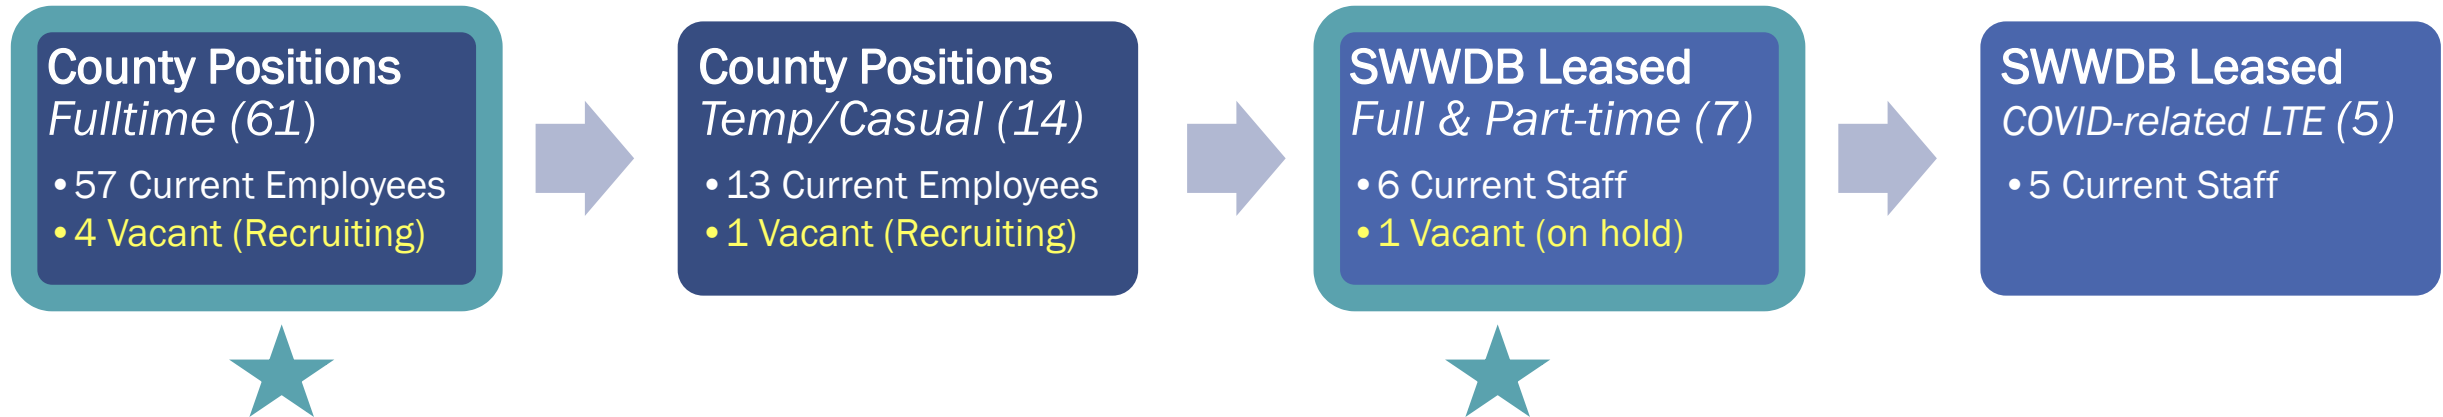 County Positions
Fulltime (61)
•57 Current Employees
•4 Vacant (Recruiting)
County Positions
Temp/Casual (14)
•13 Current Employees
•1 Vacant (Recruiting)
SWWDB Leased
Full & Part-time (7)
•6 Current Staff
•1 Vacant (on hold)
SWWDB Leased
COVID-related LTE (5)
•5 Current Staff